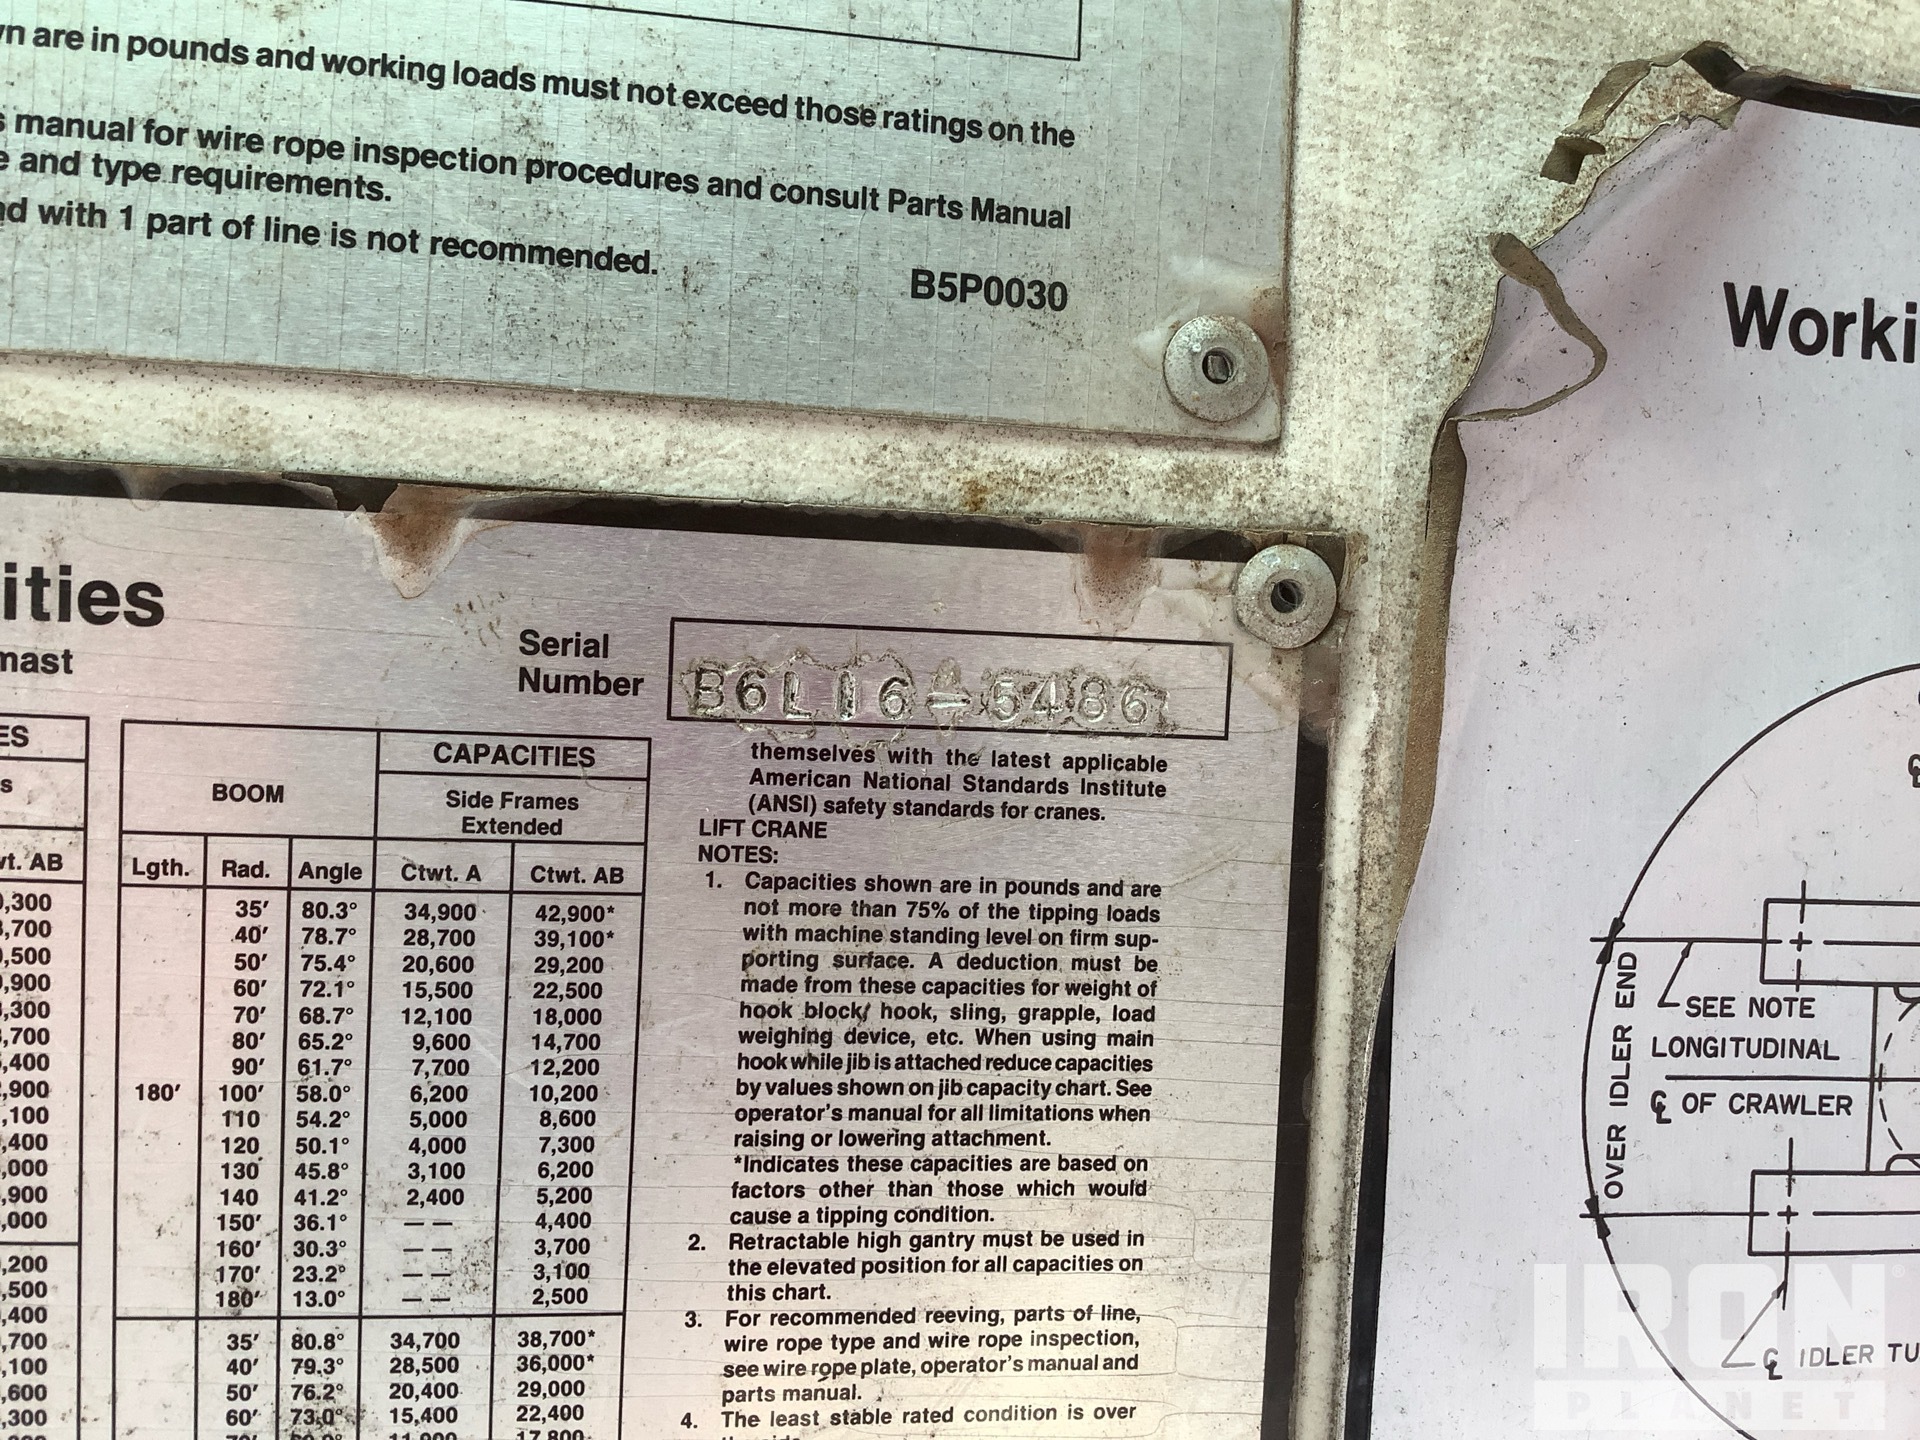 n are in pounds and working loads must not exceed those ratings on the
manual for wire rope inspection procedures and consult Parts Manual
e and type requirements.
nd with 1 part of line is not recommended.
B5P0030
Worki
ities
mast
Serial
Number
B6L16-5486
themselves with the latest applicable
American National Standards Institute
(ANSI) safety standards for cranes.
LIFT CRANE
NOTES:
1. Capacities shown are in pounds and are
not more than 75% of the tipping loads
with machine standing level on firm sup-
porting surface. A deduction must be
made from these capacities for weight of
hook block/ hook, sling, grapple, load
weighing device, etc. When using main
hook while jib is attached reduce capacities
by values shown on jib capacity chart. See
operator's manual for all limitations when
raising or lowering attachment.
*Indicates these capacities are based on
factors other than those which would
cause a tipping condition.
2. Retractable high gantry must be used in
the elevated position for all capacities on
this chart.
3. For recommended reeving, parts of line,
wire rope type and wire rope inspection,
see wire rope plate, operator's manual and
parts manual.
4. The least stable rated condition is over
ES
s
wt. AB
,300
,700
,500
,900
,300
,700
,400
,900
,100
,400
,000
,900
,000
,200
,500
,400
,700
,100
,600
,300
BOOM CAPACITIES
Side Frames
Extended
Lgth. Rad. Angle Ctwt. A Ctwt. AB
35' 80.3° 34,900 42,900*
40' 78.7° 28,700 39,100*
50' 75.4° 20,600 29,200
60' 72.1° 15,500 22,500
70' 68.7° 12,100 18,000
80' 65.2° 9,600 14,700
90' 61.7° 7,700 12,200
180' 100' 58.0° 6,200 10,200
110 54.2° 5,000 8,600
120 50.1° 4,000 7,300
130 45.8° 3,100 6,200
140 41.2° 2,400 5,200
150' 36.1° — — 4,400
160' 30.3° — — 3,700
170' 23.2° — — 3,100
180' 13.0° — — 2,500
35' 80.8° 34,700 38,700*
40' 79.3° 28,500 36,000*
50' 76.2° 20,400 29,000
60' 73.0° 15,400 22,400
70' 11,900 17,800
OVER IDLER END
SEE NOTE
LONGITUDINAL
℄ OF CRAWLER
℄ IDLER TU
IRON
PLANET